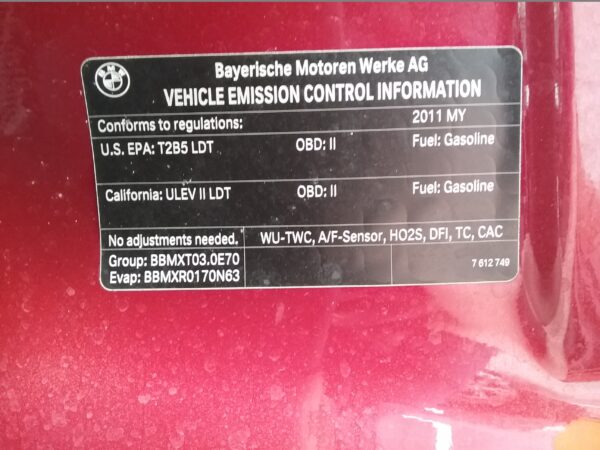 BMW
Bayerische Motoren Werke AG
VEHICLE EMISSION CONTROL INFORMATION
Conforms to regulations: 2011 MY
U.S. EPA: T2B5 LDT OBD: II Fuel: Gasoline
California: ULEV II LDT OBD: II Fuel: Gasoline
No adjustments needed. WU-TWC, A/F-Sensor, HO2S, DFI, TC, CAC
Group: BBMXT03.0E70
Evap: BBMXR0170N63 7 612 749